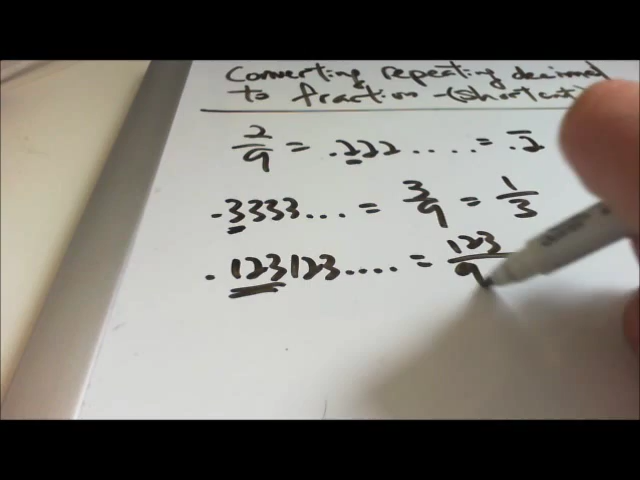 Converting repeating decimal
to fraction (shortcut)
2/9 = .222..... = .2̅
.3333... = 3/9 = 1/3
.123123.... = 123/9